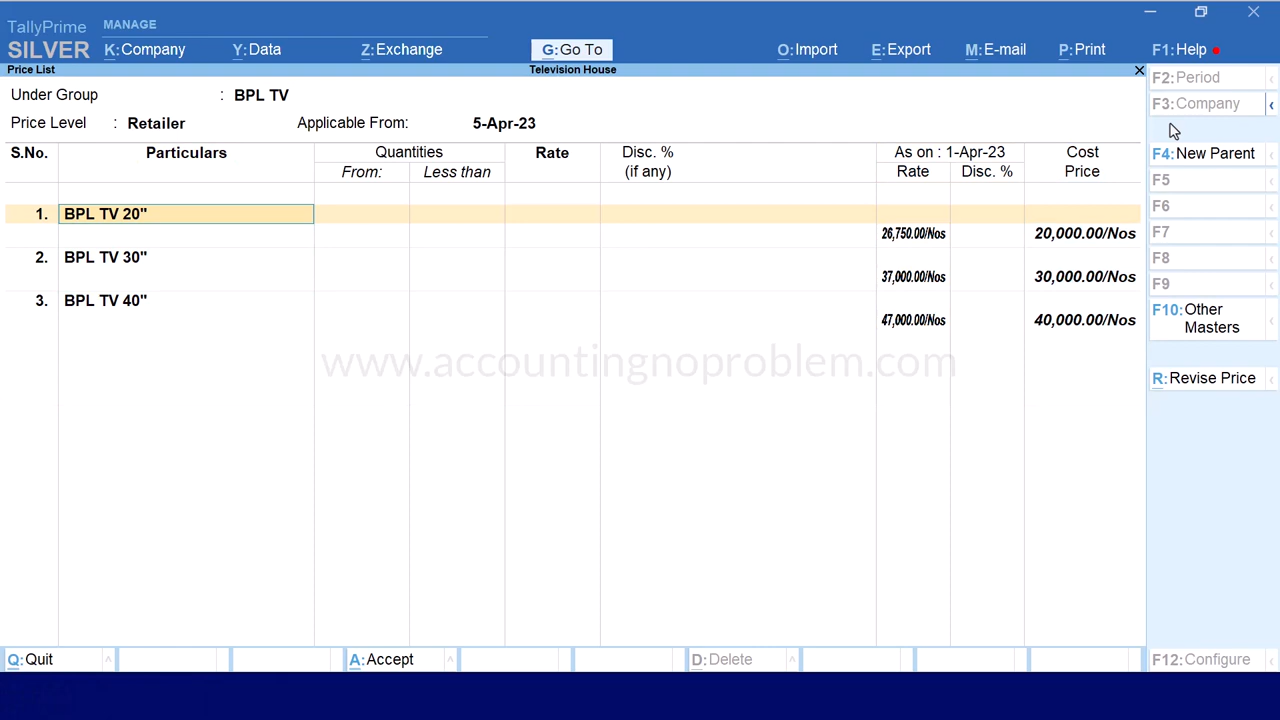 TallyPrime MANAGE
SILVER K:Company Y:Data Z:Exchange G:Go To O:Import E:Export M:E-mail P:Print F1:Help
Price List Television House
Under Group : BPL TV
Price Level : Retailer Applicable From: 5-Apr-23
S.No. Particulars Quantities Rate Disc. % As on : 1-Apr-23 Cost
From: Less than (if any) Rate Disc. % Price
1. BPL TV 20"
26,750.00/Nos 20,000.00/Nos
2. BPL TV 30"
37,000.00/Nos 30,000.00/Nos
3. BPL TV 40"
47,000.00/Nos 40,000.00/Nos
www.accountingnoproblem.com
F2:Period
F3:Company
F4:New Parent
F5
F6
F7
F8
F9
F10:Other
Masters
R:Revise Price
Q:Quit A:Accept D:Delete F12:Configure